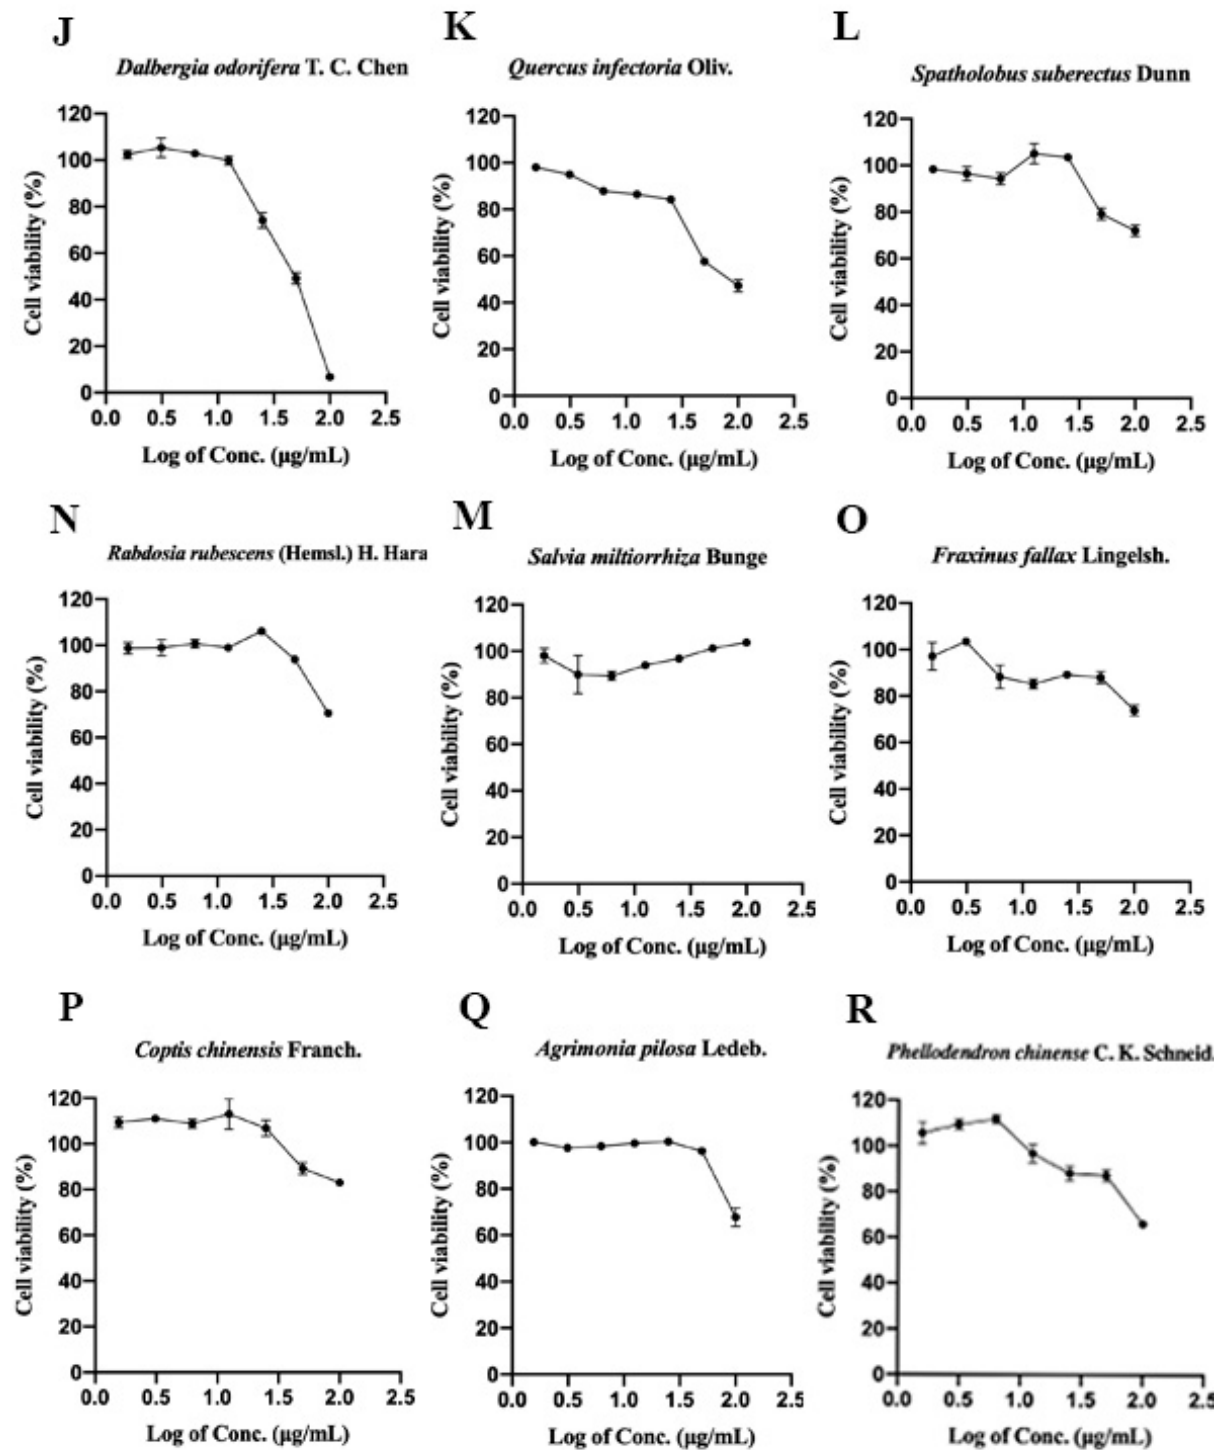 J
Dalbergia odorifera T. C. Chen
120
100
80
60
40
20
0
Cell viability (%)
0.0 0.5 1.0 1.5 2.0 2.5
Log of Conc. (μg/mL)
K
Quercus infectoria Oliv.
120
100
80
60
40
20
0
Cell viability (%)
0.0 0.5 1.0 1.5 2.0 2.5
Log of Conc. (μg/mL)
L
Spatholobus suberectus Dunn
120
100
80
60
40
20
0
Cell viability (%)
0.0 0.5 1.0 1.5 2.0 2.5
Log of Conc. (μg/mL)
N
Rabdosia rubescens (Hemsl.) H. Hara
120
100
80
60
40
20
0
Cell viability (%)
0.0 0.5 1.0 1.5 2.0 2.5
Log of Conc. (μg/mL)
M
Salvia miltiorrhiza Bunge
120
100
80
60
40
20
0
Cell viability (%)
0.0 0.5 1.0 1.5 2.0 2.5
Log of Conc. (μg/mL)
O
Fraxinus fallax Lingelsh.
120
100
80
60
40
20
0
Cell viability (%)
0.0 0.5 1.0 1.5 2.0 2.5
Log of Conc. (μg/mL)
P
Coptis chinensis Franch.
120
100
80
60
40
20
0
Cell viability (%)
0.0 0.5 1.0 1.5 2.0 2.5
Log of Conc. (μg/mL)
Q
Agrimonia pilosa Ledeb.
120
100
80
60
40
20
0
Cell viability (%)
0.0 0.5 1.0 1.5 2.0 2.5
Log of Conc. (μg/mL)
R
Phellodendron chinense C. K. Schneid.
120
100
80
60
40
20
0
Cell viability (%)
0.0 0.5 1.0 1.5 2.0 2.5
Log of Conc. (μg/mL)